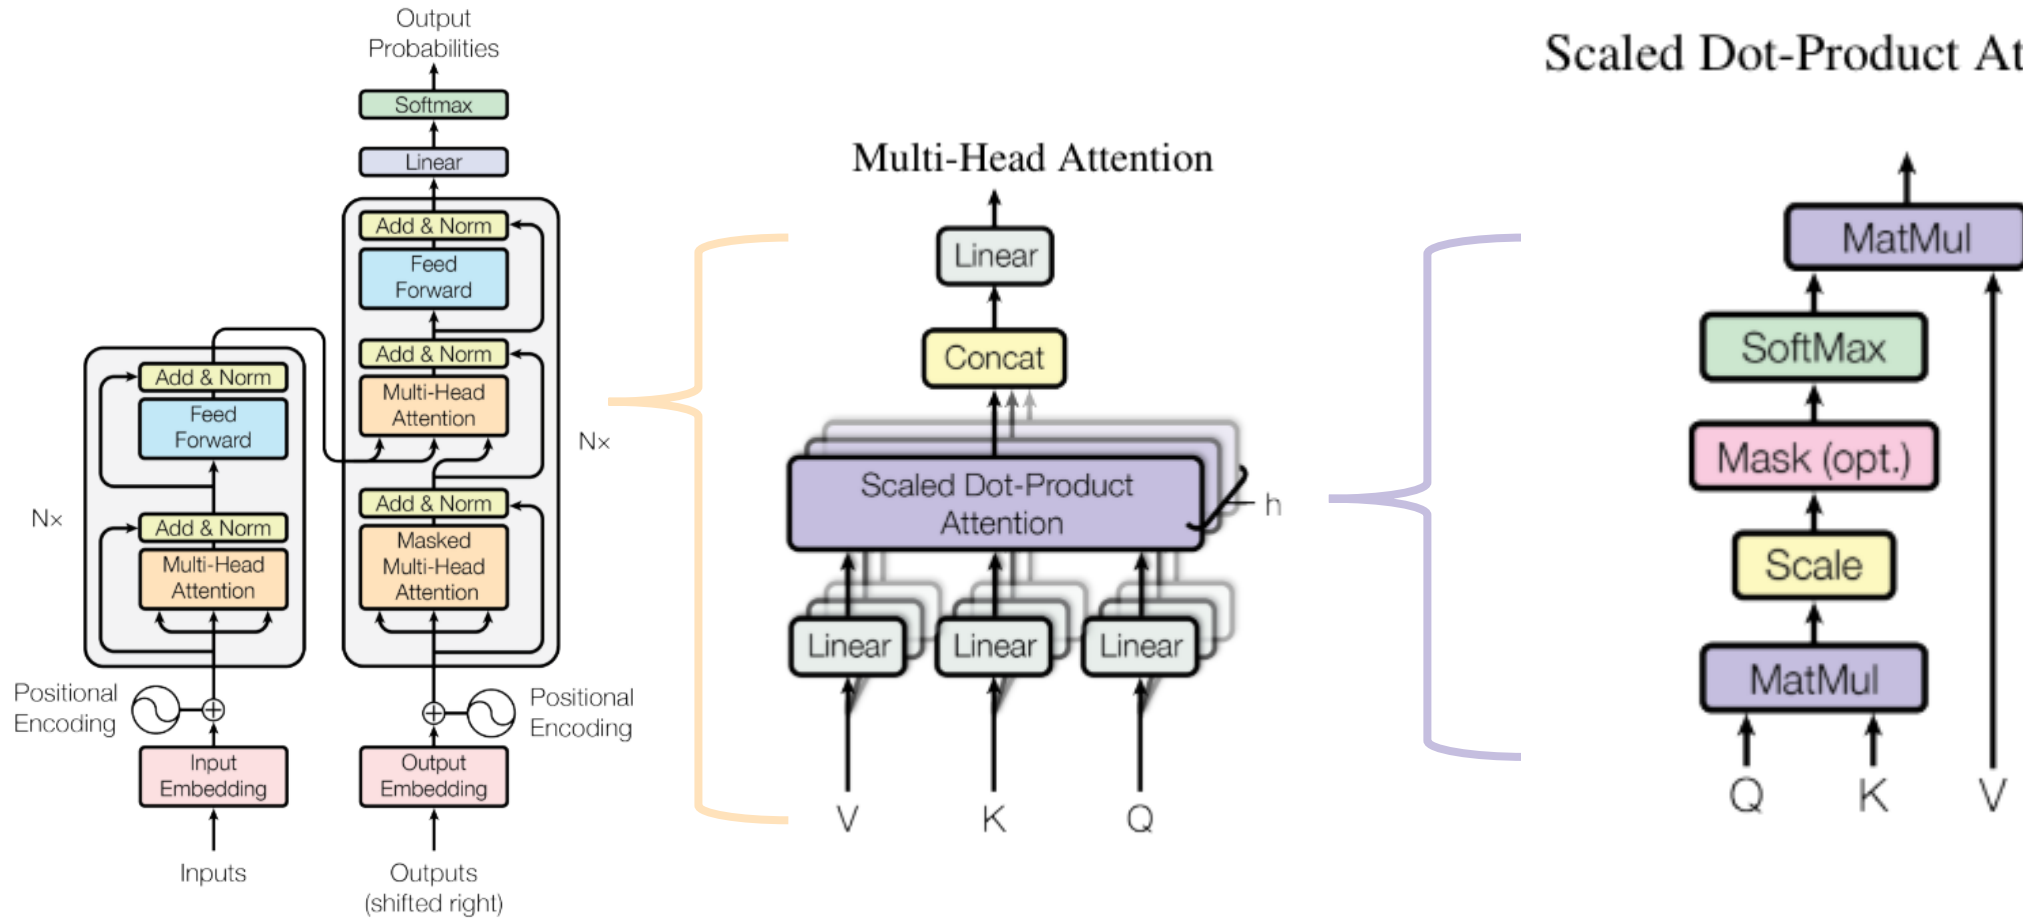 Output
Probabilities
Softmax
Linear
Add & Norm
Feed
Forward
Add & Norm
Multi-Head
Attention
Nx
Add & Norm
Masked
Multi-Head
Attention
Add & Norm
Feed
Forward
Nx
Add & Norm
Multi-Head
Attention
Positional
Encoding
Positional
Encoding
Input
Embedding
Output
Embedding
Inputs
Outputs
(shifted right)
Multi-Head Attention
Linear
Concat
Scaled Dot-Product
Attention
h
Linear
Linear
Linear
V
K
Q
Scaled Dot-Product At
MatMul
SoftMax
Mask (opt.)
Scale
MatMul
Q
K
V